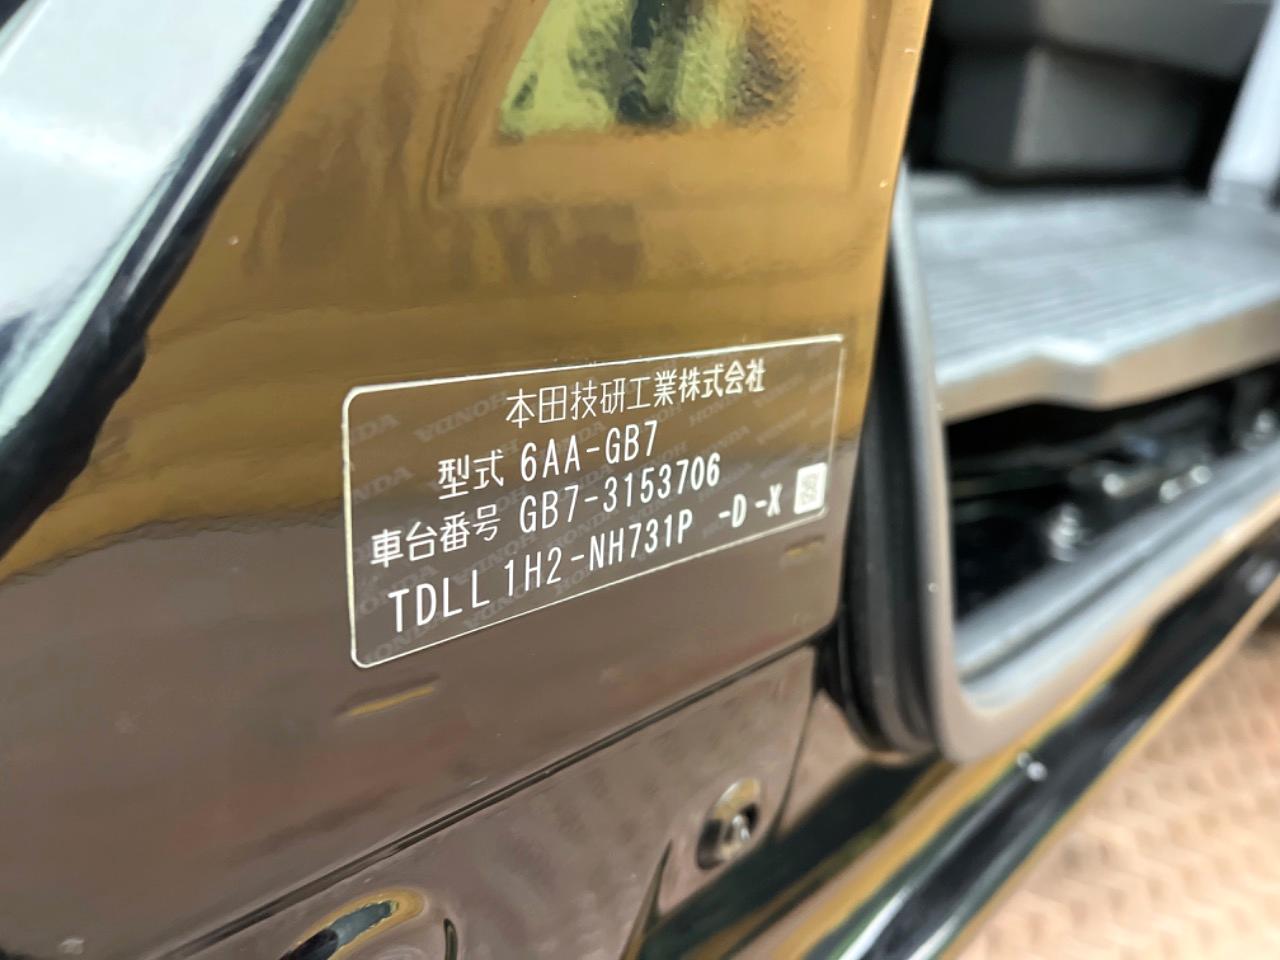 本田技研工業株式会社
型式 6AA-GB7
車台番号 GB7-3153706
TDLL1H2-NH731P -D-X